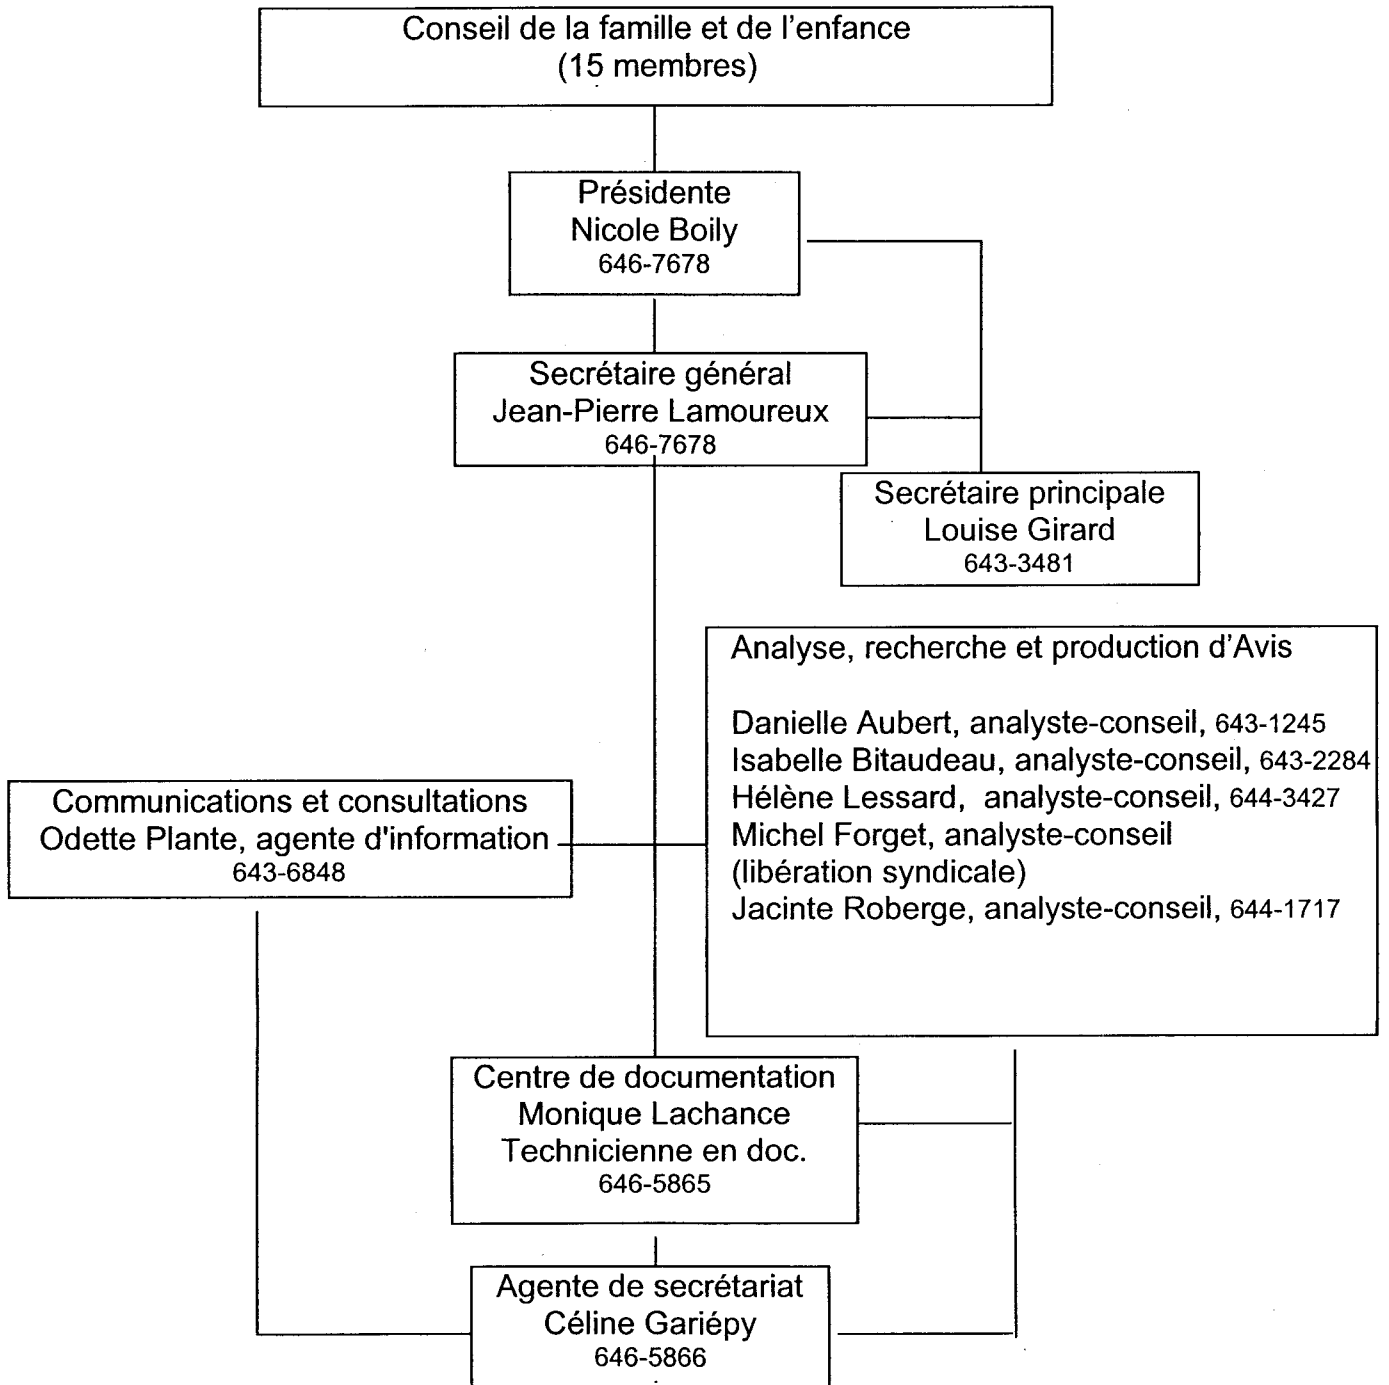 Conseil de la famille et de l'enfance
(15 membres)
Présidente
Nicole Boily
646-7678
Secrétaire général
Jean-Pierre Lamoureux
646-7678
Secrétaire principale
Louise Girard
643-3481
Analyse, recherche et production d'Avis
Danielle Aubert, analyste-conseil, 643-1245
Isabelle Bitaudeau, analyste-conseil, 643-2284
Hélène Lessard, analyste-conseil, 644-3427
Michel Forget, analyste-conseil
(libération syndicale)
Jacinte Roberge, analyste-conseil, 644-1717
Communications et consultations
Odette Plante, agente d'information
643-6848
Centre de documentation
Monique Lachance
Technicienne en doc.
646-5865
Agente de secrétariat
Céline Gariépy
646-5866